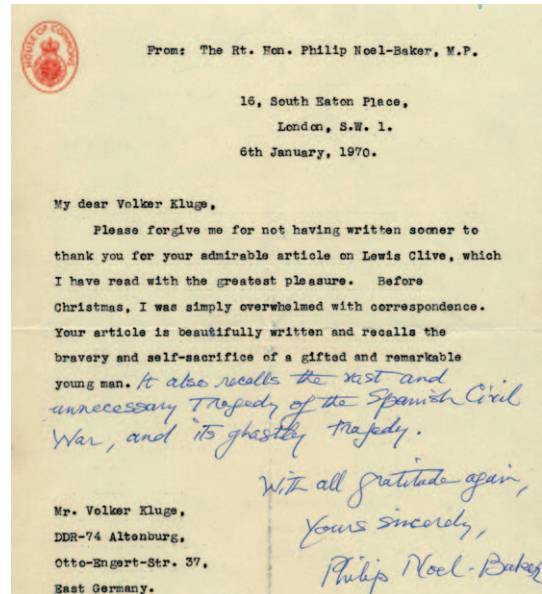 HOUSE OF COMMONS
From: The Rt. Hon. Philip Noel-Baker, M.P.
16, South Eaton Place,
London, S.W. 1.
6th January, 1970.
My dear Volker Kluge,
Please forgive me for not having written sooner to
thank you for your admirable article on Lewis Clive, which
I have read with the greatest pleasure. Before
Christmas, I was simply overwhelmed with correspondence.
Your article is beautifully written and recalls the
bravery and self-sacrifice of a gifted and remarkable
young man. It also recalls the vast and
unnecessary Tragedy of the Spanish Civil
War, and its ghastly tragedy.
With all gratitude again,
Yours sincerely,
Philip Noel-Baker
Mr. Volker Kluge,
DDR-74 Altenburg,
Otto-Engert-Str. 37,
East Germany.